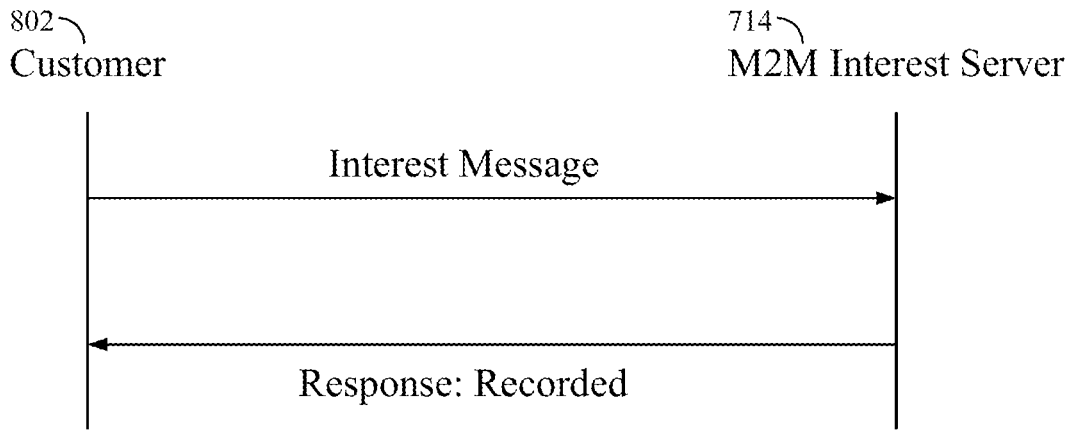 802
Customer
714
M2M Interest Server
Interest Message
Response: Recorded